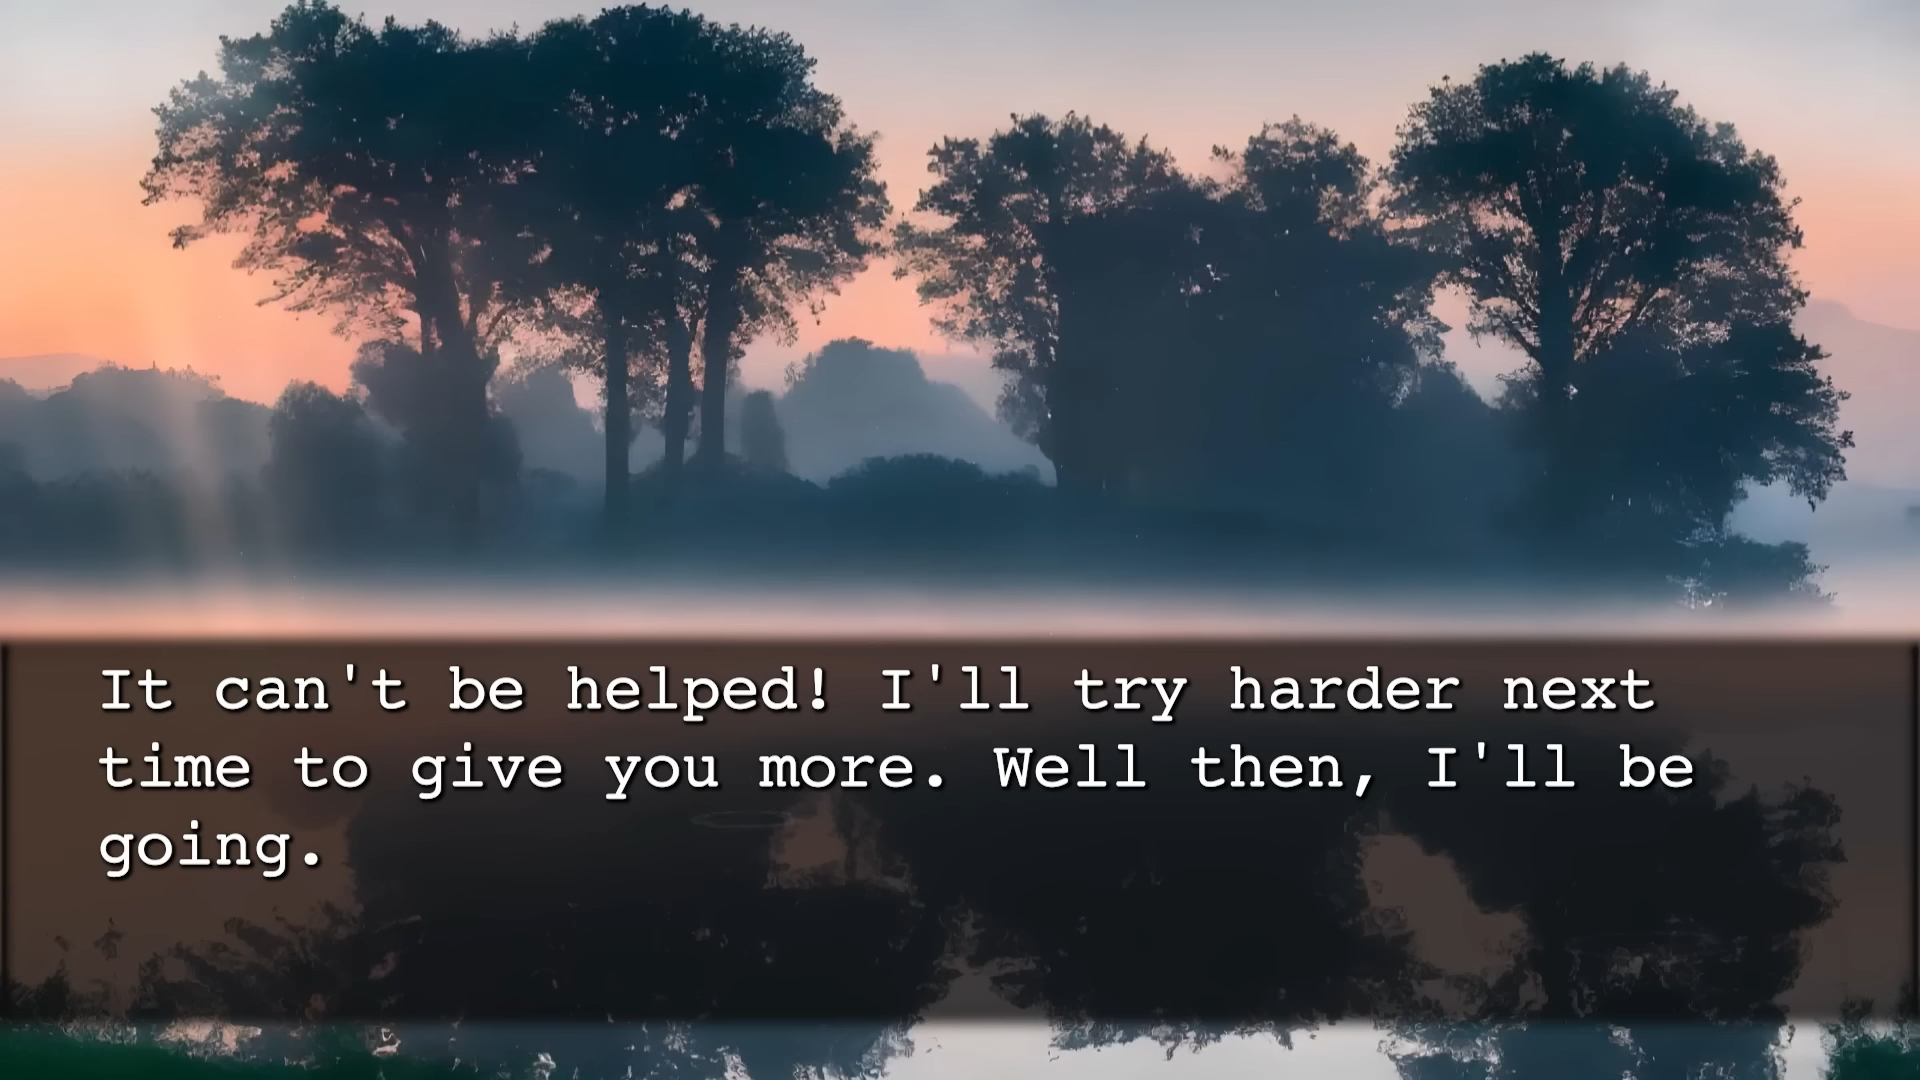 It can't be helped! I'll try harder next
time to give you more. Well then, I'll be
going.